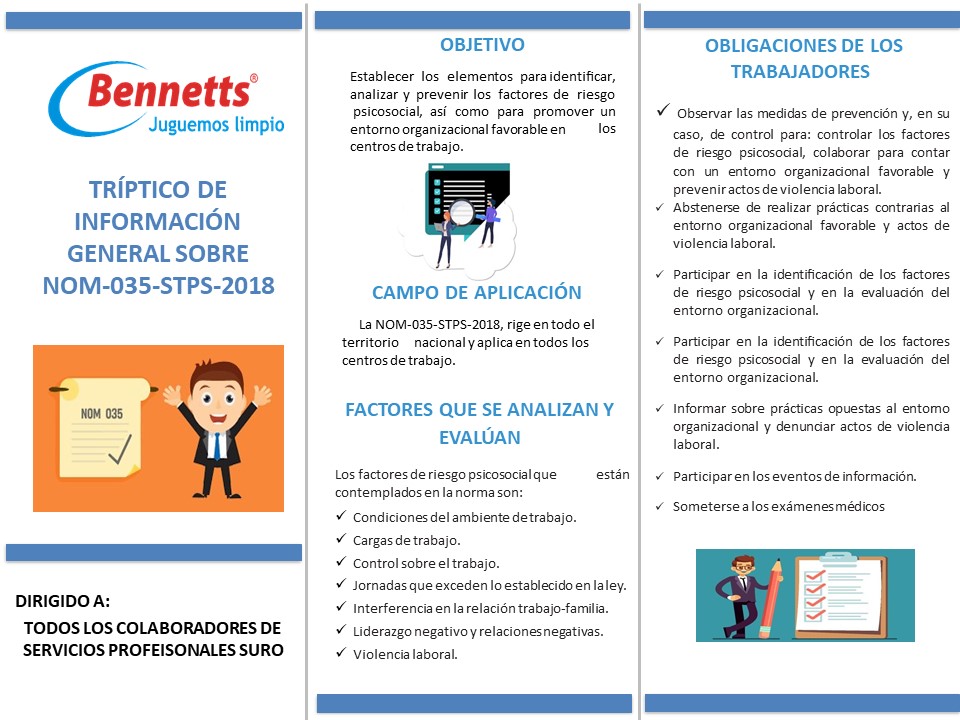 Bennetts®
Juguemos limpio
TRÍPTICO DE
INFORMACIÓN
GENERAL SOBRE
NOM-035-STPS-2018
NOM 035
DIRIGIDO A:
TODOS LOS COLABORADORES DE
SERVICIOS PROFEISONALES SURO
OBJETIVO
Establecer los elementos para identificar,
analizar y prevenir los factores de riesgo
psicosocial, así como para promover un
entorno organizacional favorable en los
centros de trabajo.
CAMPO DE APLICACIÓN
La NOM-035-STPS-2018, rige en todo el
territorio nacional y aplica en todos los
centros de trabajo.
FACTORES QUE SE ANALIZAN Y
EVALÚAN
Los factores de riesgo psicosocial que están
contemplados en la norma son:
✓ Condiciones del ambiente de trabajo.
✓ Cargas de trabajo.
✓ Control sobre el trabajo.
✓ Jornadas que exceden lo establecido en la ley.
✓ Interferencia en la relación trabajo-familia.
✓ Liderazgo negativo y relaciones negativas.
✓ Violencia laboral.
OBLIGACIONES DE LOS
TRABAJADORES
✓ Observar las medidas de prevención y, en su
caso, de control para: controlar los factores
de riesgo psicosocial, colaborar para contar
con un entorno organizacional favorable y
prevenir actos de violencia laboral.
✓ Abstenerse de realizar prácticas contrarias al
entorno organizacional favorable y actos de
violencia laboral.
✓ Participar en la identificación de los factores
de riesgo psicosocial y en la evaluación del
entorno organizacional.
✓ Participar en la identificación de los factores
de riesgo psicosocial y en la evaluación del
entorno organizacional.
✓ Informar sobre prácticas opuestas al entorno
organizacional y denunciar actos de violencia
laboral.
✓ Participar en los eventos de información.
✓ Someterse a los exámenes médicos